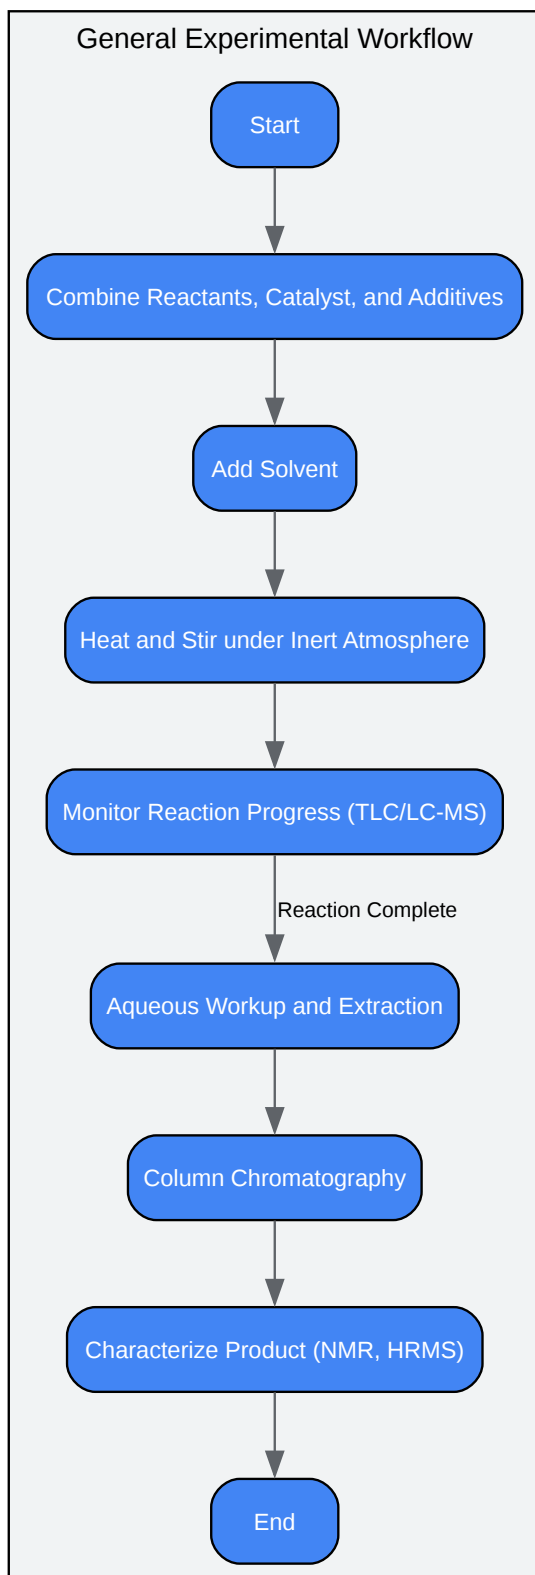 General Experimental Workflow
Start
Combine Reactants, Catalyst, and Additives
Add Solvent
Heat and Stir under Inert Atmosphere
Monitor Reaction Progress (TLC/LC-MS)
Reaction Complete
Aqueous Workup and Extraction
Column Chromatography
Characterize Product (NMR, HRMS)
End